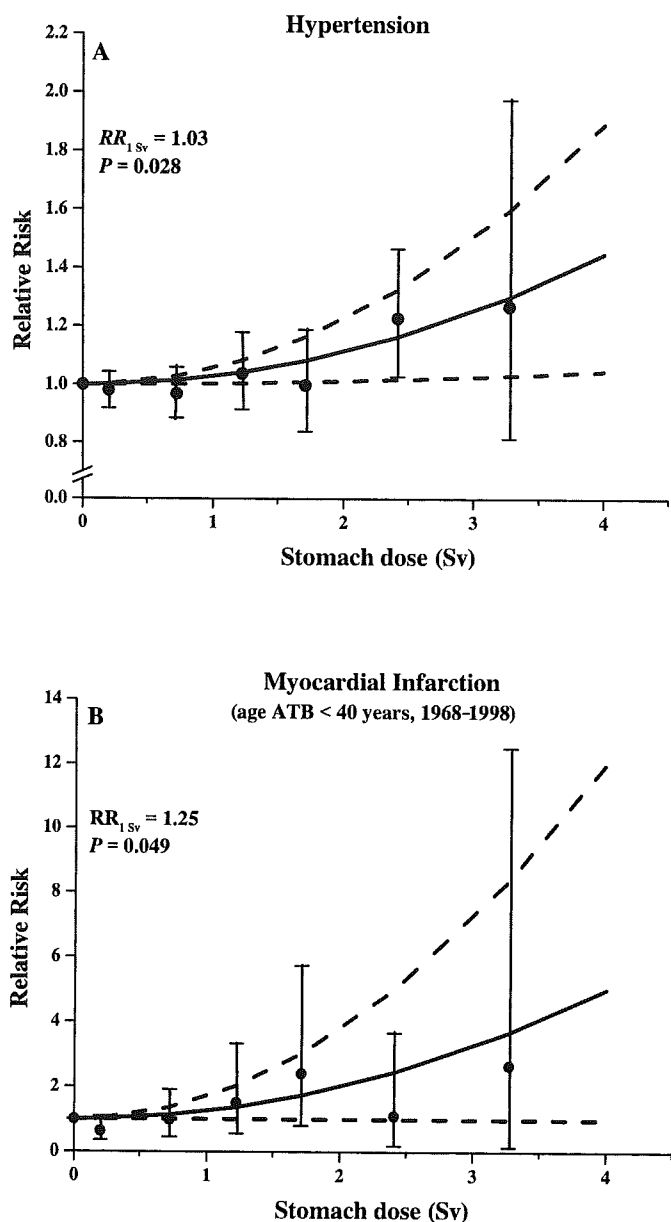 Hypertension
A
RR1 Sv = 1.03
P = 0.028
2.2
2.0
1.8
1.6
1.4
1.2
1.0
0.8
0.0
Relative Risk
0 1 2 3 4
Stomach dose (Sv)
Myocardial Infarction
(age ATB < 40 years, 1968-1998)
B
RR1 Sv = 1.25
P = 0.049
14
12
10
8
6
4
2
0
Relative Risk
0 1 2 3 4
Stomach dose (Sv)